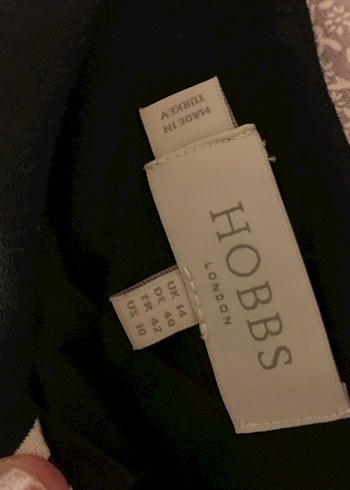 MADE IN
TURKEY
HOBBS
LONDON
UK 14
DE 40
FR 42
US 10